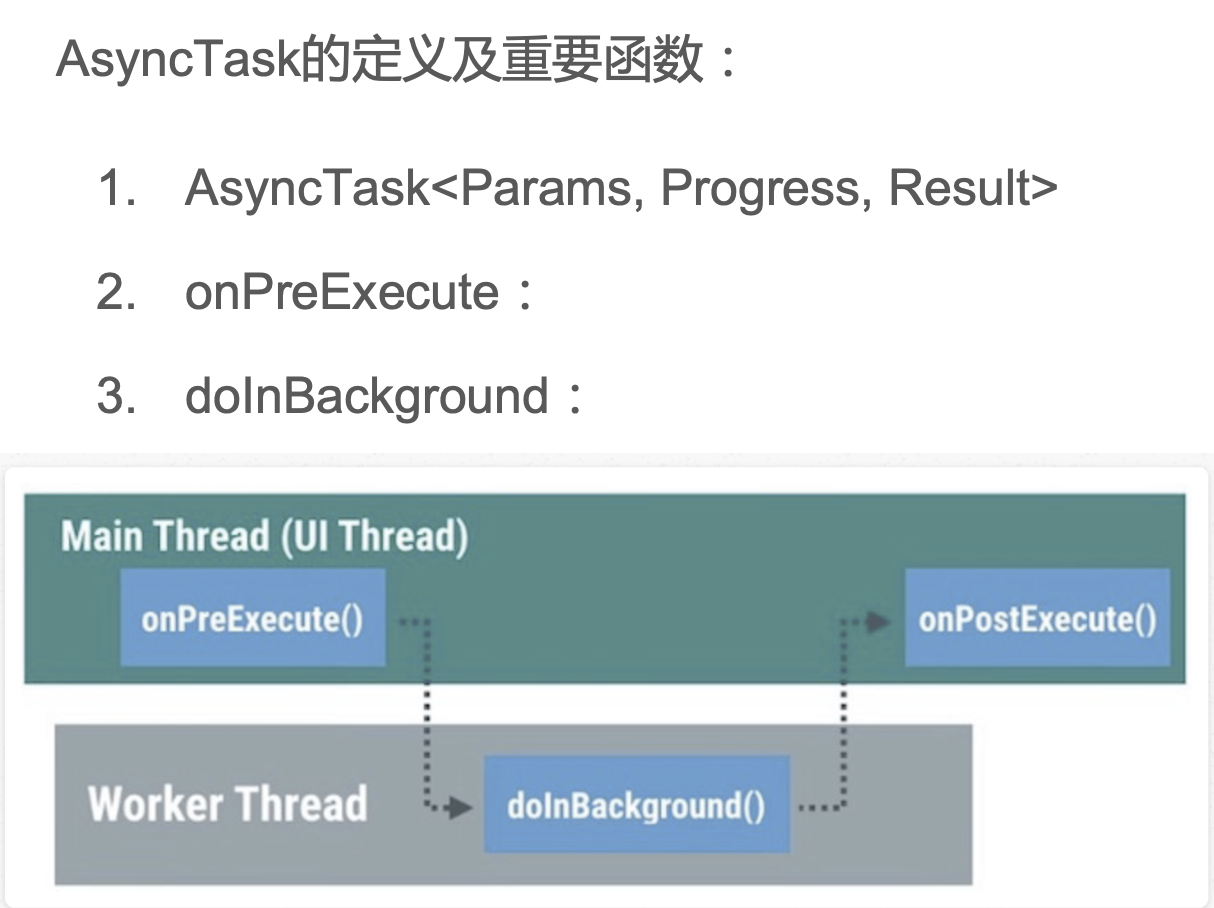 AsyncTask的定义及重要函数：
1. AsyncTask<Params, Progress, Result>
2. onPreExecute：
3. doInBackground：
Main Thread (UI Thread)
onPreExecute()
onPostExecute()
Worker Thread
doInBackground()